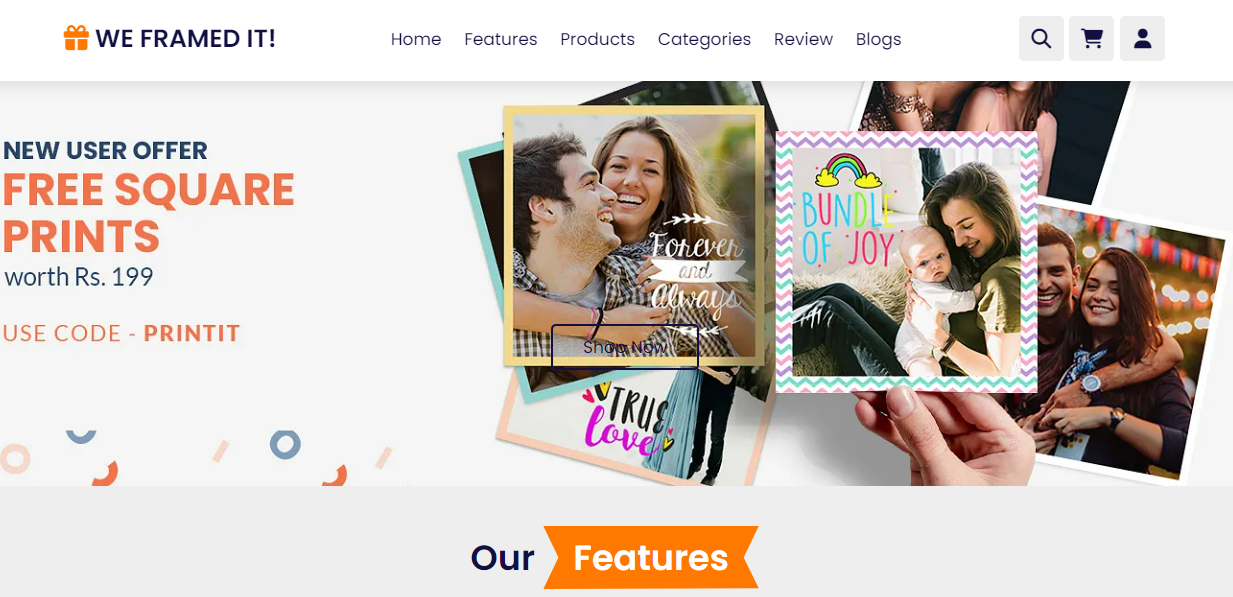 WE FRAMED IT!
Home Features Products Categories Review Blogs
NEW USER OFFER
FREE SQUARE
PRINTS
worth Rs. 199
USE CODE - PRINTIT
Forever
and
Always
BUNDLE
OF JOY
Shop Now
TRUE
love
Our Features